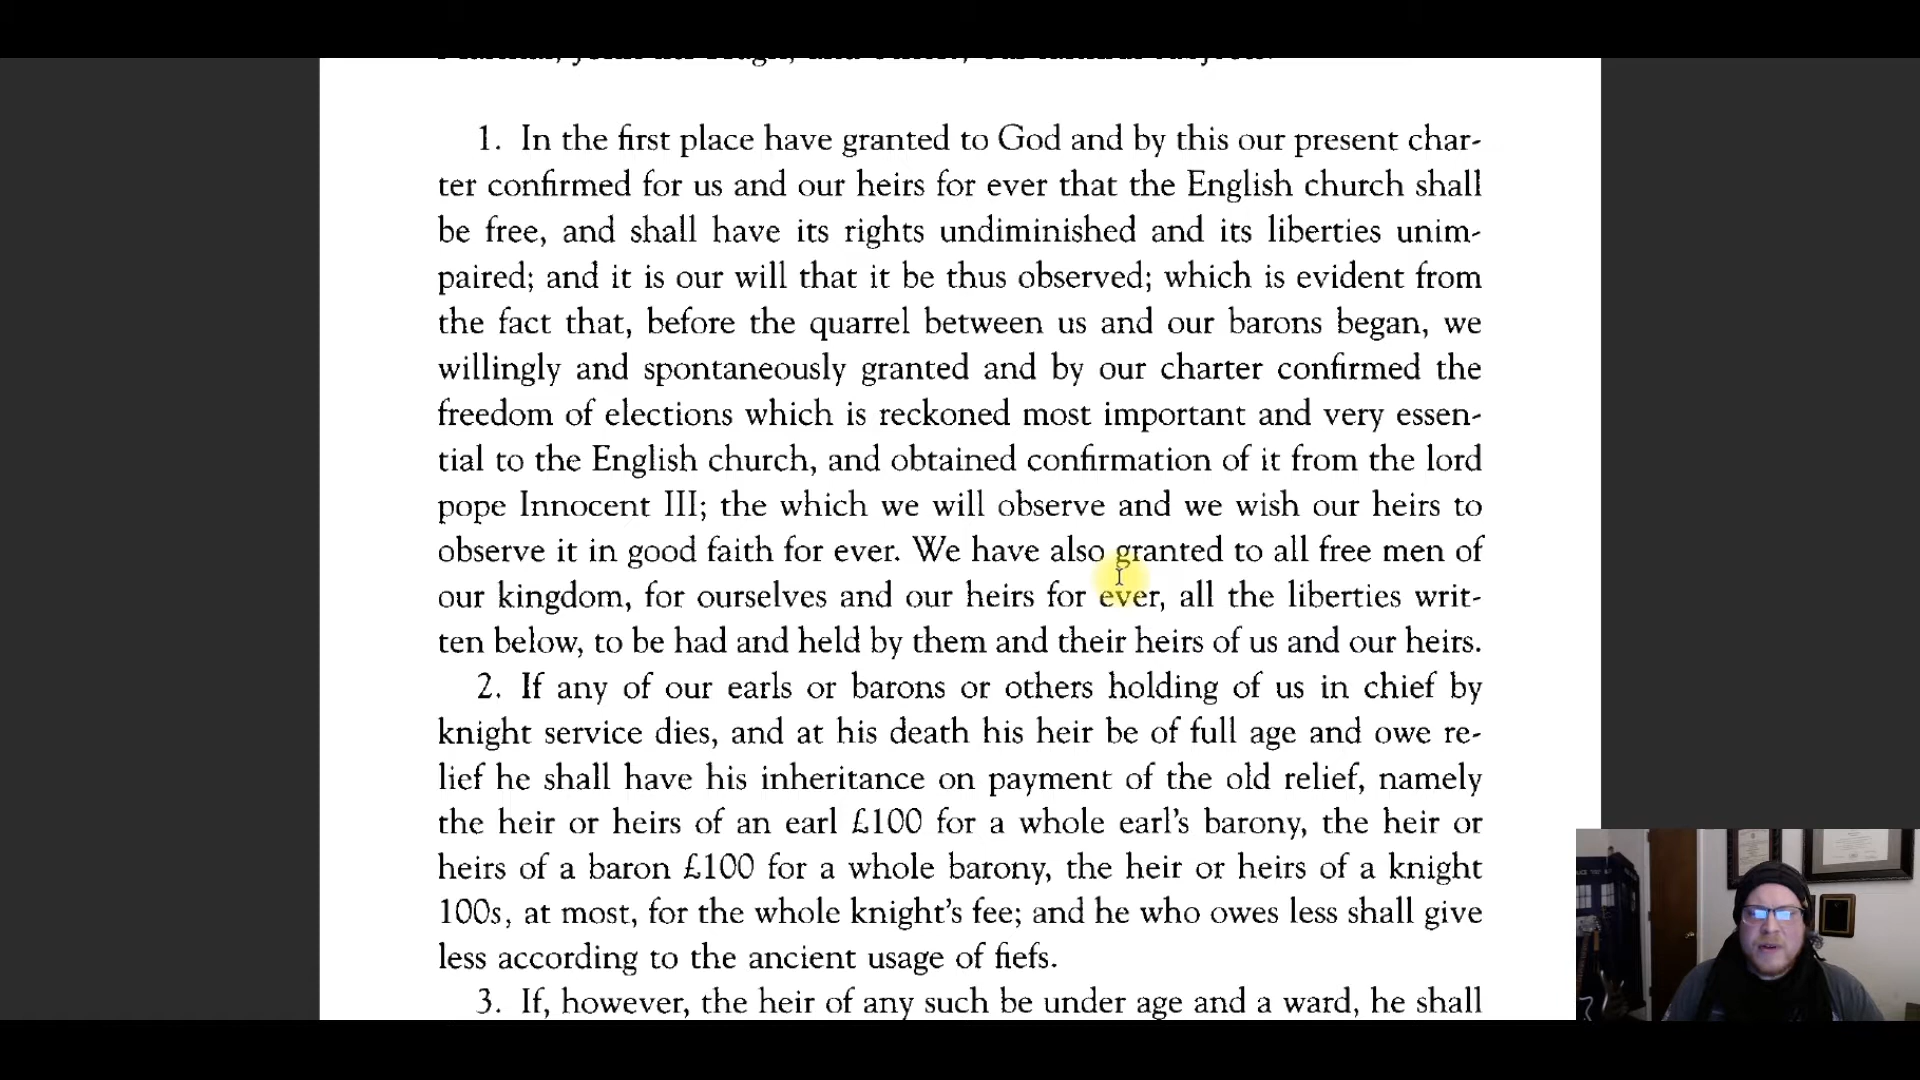 1. In the first place have granted to God and by this our present char-
ter confirmed for us and our heirs for ever that the English church shall
be free, and shall have its rights undiminished and its liberties unim-
paired; and it is our will that it be thus observed; which is evident from
the fact that, before the quarrel between us and our barons began, we
willingly and spontaneously granted and by our charter confirmed the
freedom of elections which is reckoned most important and very essen-
tial to the English church, and obtained confirmation of it from the lord
pope Innocent III; the which we will observe and we wish our heirs to
observe it in good faith for ever. We have also granted to all free men of
our kingdom, for ourselves and our heirs for ever, all the liberties writ-
ten below, to be had and held by them and their heirs of us and our heirs.
2. If any of our earls or barons or others holding of us in chief by
knight service dies, and at his death his heir be of full age and owe re-
lief he shall have his inheritance on payment of the old relief, namely
the heir or heirs of an earl £100 for a whole earl's barony, the heir or
heirs of a baron £100 for a whole barony, the heir or heirs of a knight
100s, at most, for the whole knight's fee; and he who owes less shall give
less according to the ancient usage of fiefs.
3. If, however, the heir of any such be under age and a ward, he shall